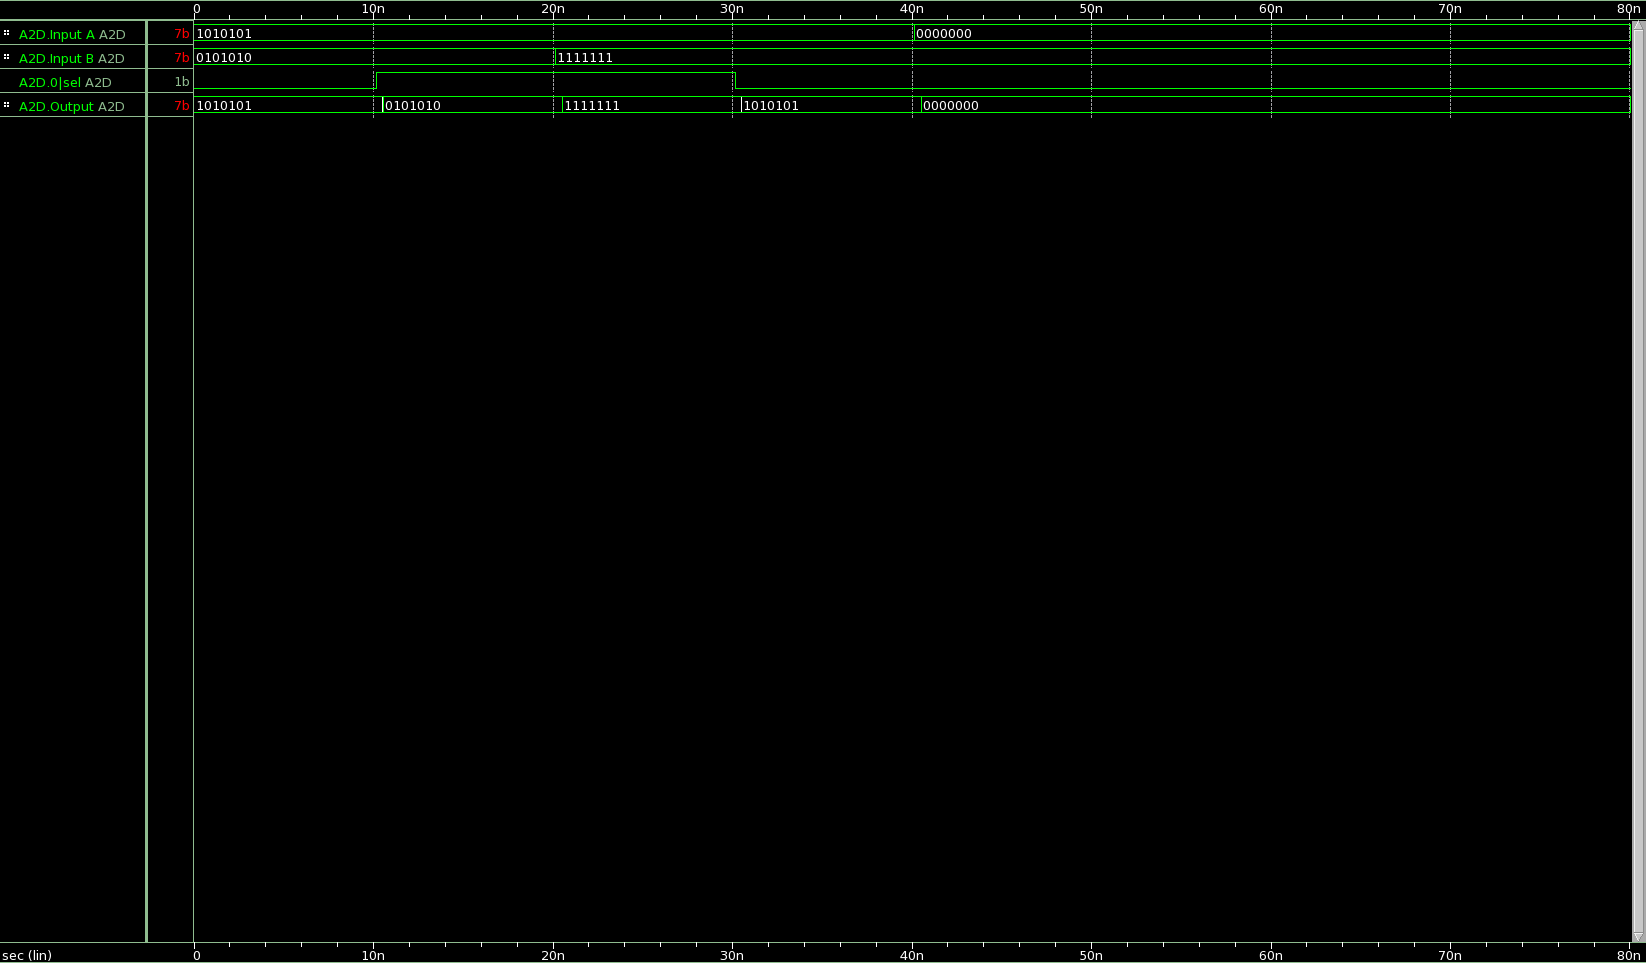 0 10n 20n 30n 40n 50n 60n 70n 80n
A2D.Input A A2D 7b 1010101 0000000
A2D.Input B A2D 7b 0101010 1111111
A2D.0|sel A2D 1b
A2D.Output A2D 7b 1010101 0101010 1111111 1010101 0000000
sec (lin) 0 10n 20n 30n 40n 50n 60n 70n 80n